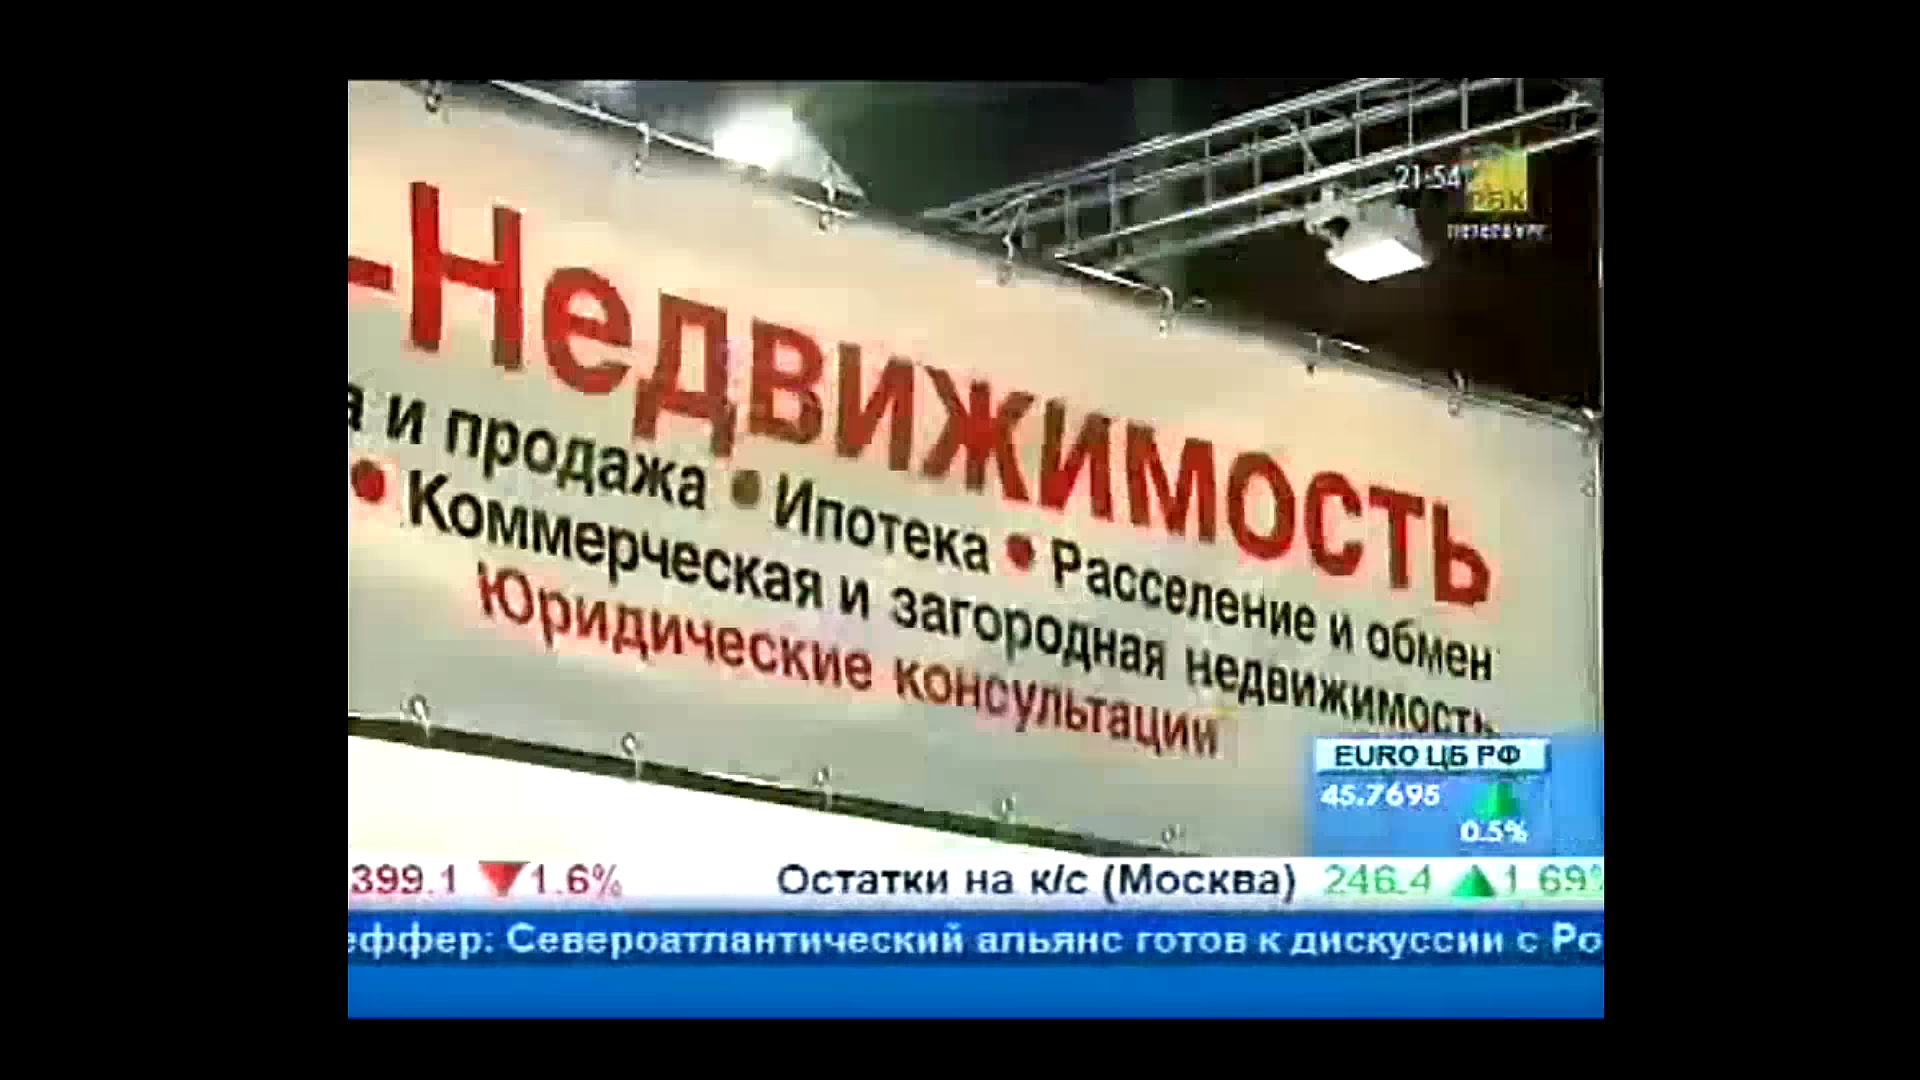 21:54
РБК
ПЕТЕРБУРГ
-Недвижимость
а и продажа • Ипотека • Расселение и обмен
• Коммерческая и загородная недвижимость
Юридические консультации
EURO ЦБ РФ
45.7695
0.5%
399.1 ▼1.6% Остатки на к/с (Москва) 246.4 ▲1.69%
еффер: Североатлантический альянс готов к дискуссии с Ро